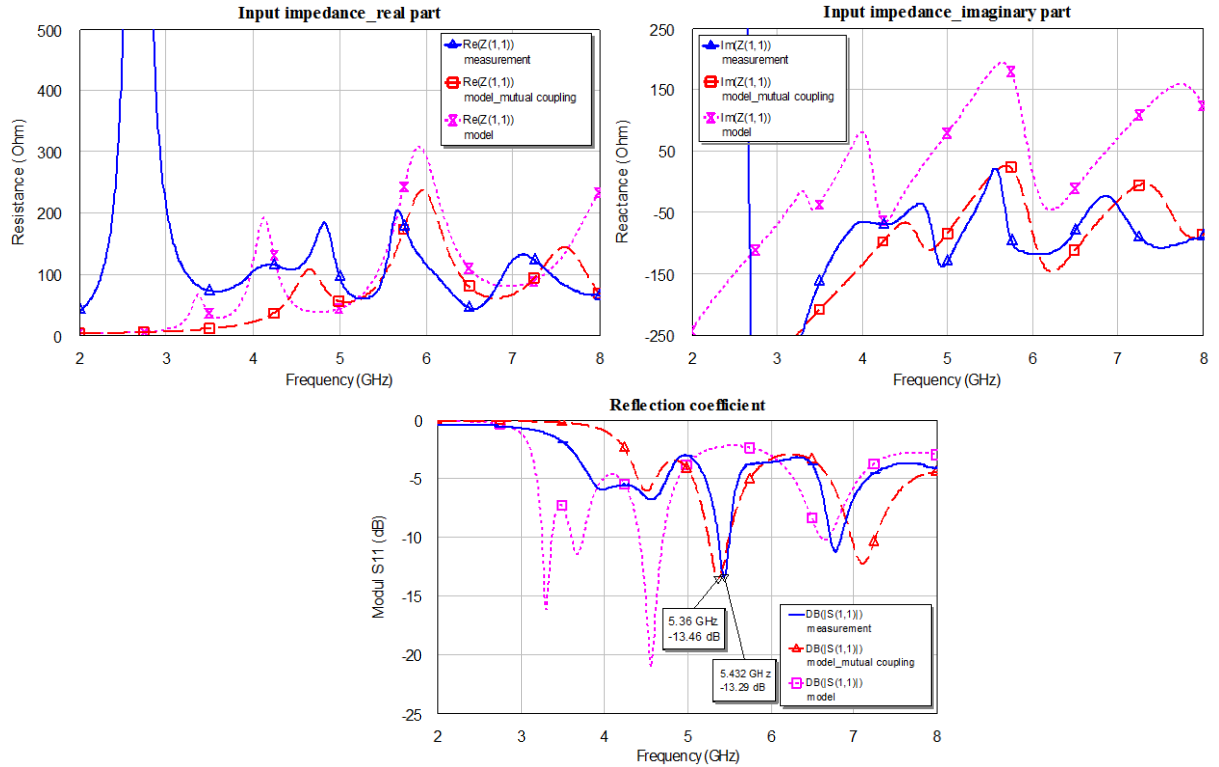 Input impedance_real part
500
400
300
200
100
0
2
3
4
5
6
7
8
Resistance (Ohm)
Frequency (GHz)
Re(Z(1,1))
measurement
Re(Z(1,1))
model_mutual coupling
Re(Z(1,1))
model
Input impedance_imaginary part
250
150
50
-50
-150
-250
2
3
4
5
6
7
8
Reactance (Ohm)
Frequency (GHz)
Im(Z(1,1))
measurement
Im(Z(1,1))
model_mutual coupling
Im(Z(1,1))
model
Reflection coefficient
0
-5
-10
-15
-20
-25
2
3
4
5
6
7
8
Modul S11 (dB)
Frequency (GHz)
5.36 GHz
-13.46 dB
5.432 GHz
-13.29 dB
DB(|S(1,1)|)
measurement
DB(|S(1,1)|)
model_mutual coupling
DB(|S(1,1)|)
model